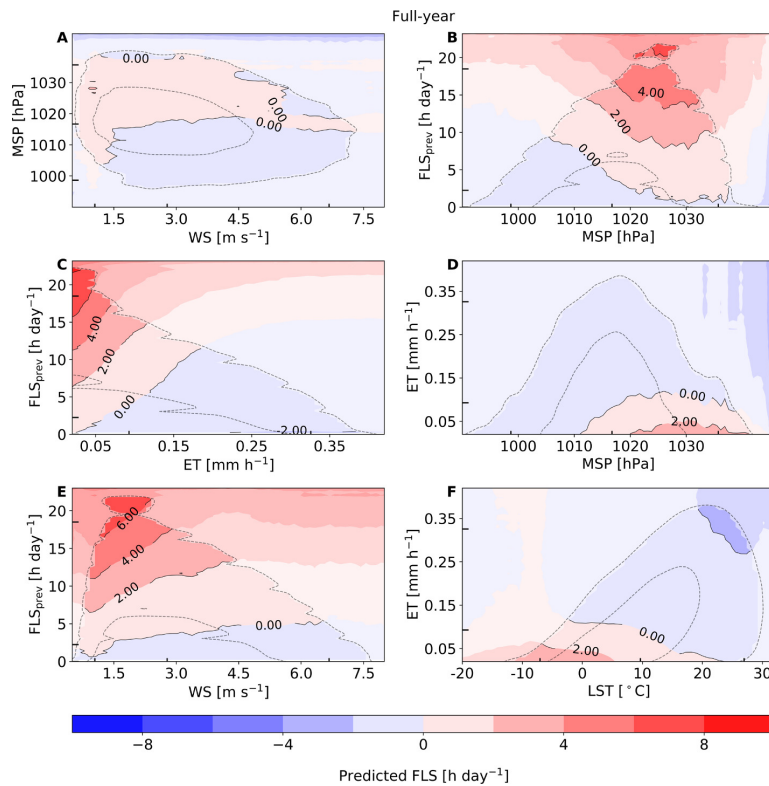 Full-year
A
0.00
0.00
0.00
1030
1020
1010
1000
MSP [hPa]
1.5 3.0 4.5 6.0 7.5
WS [m s−1]
B
4.00
2.00
0.00
20
15
10
5
0
FLSprev [h day−1]
1000 1010 1020 1030
MSP [hPa]
C
4.00
2.00
0.00
-2.00
20
15
10
5
0
FLSprev [h day−1]
0.05 0.15 0.25 0.35
ET [mm h−1]
D
0.00
2.00
0.35
0.25
0.15
0.05
ET [mm h−1]
1000 1010 1020 1030
MSP [hPa]
E
6.00
4.00
2.00
0.00
20
15
10
5
0
FLSprev [h day−1]
1.5 3.0 4.5 6.0 7.5
WS [m s−1]
F
0.00
2.00
0.35
0.25
0.15
0.05
ET [mm h−1]
-20 -10 0 10 20 30
LST [°C]
−8 −4 0 4 8
Predicted FLS [h day−1]